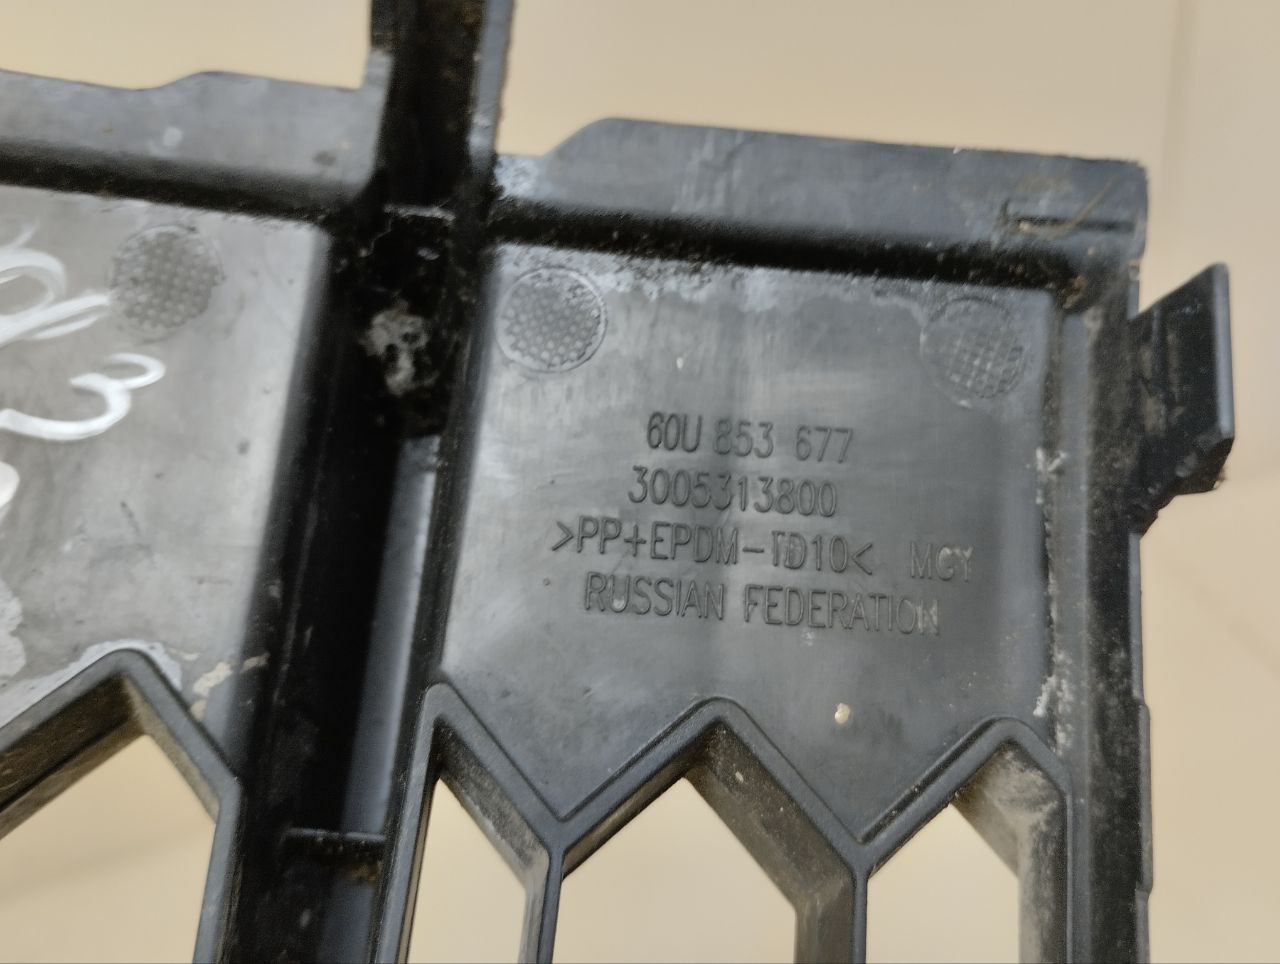 60U 853 677
3005313800
>PP+EPDM-TD10< MGY
RUSSIAN FEDERATION